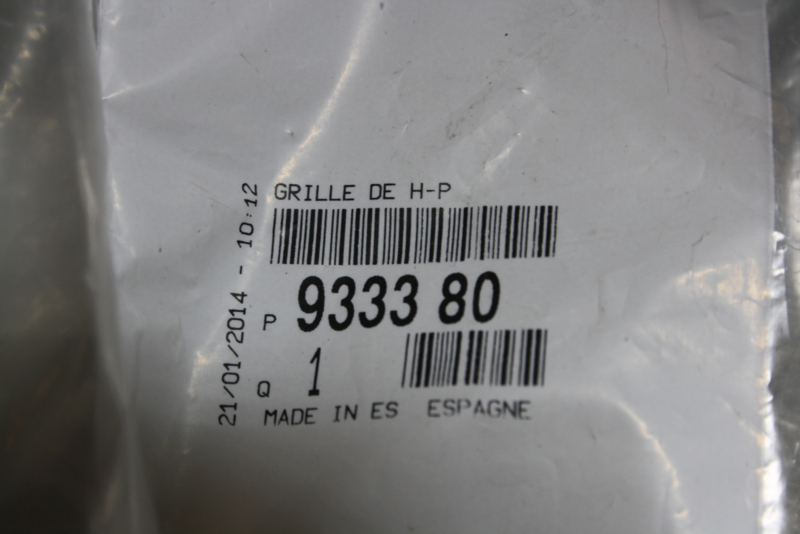 GRILLE DE H-P
P 9333 80
Q 1
MADE IN ES ESPAGNE
21/01/2014 - 10:12